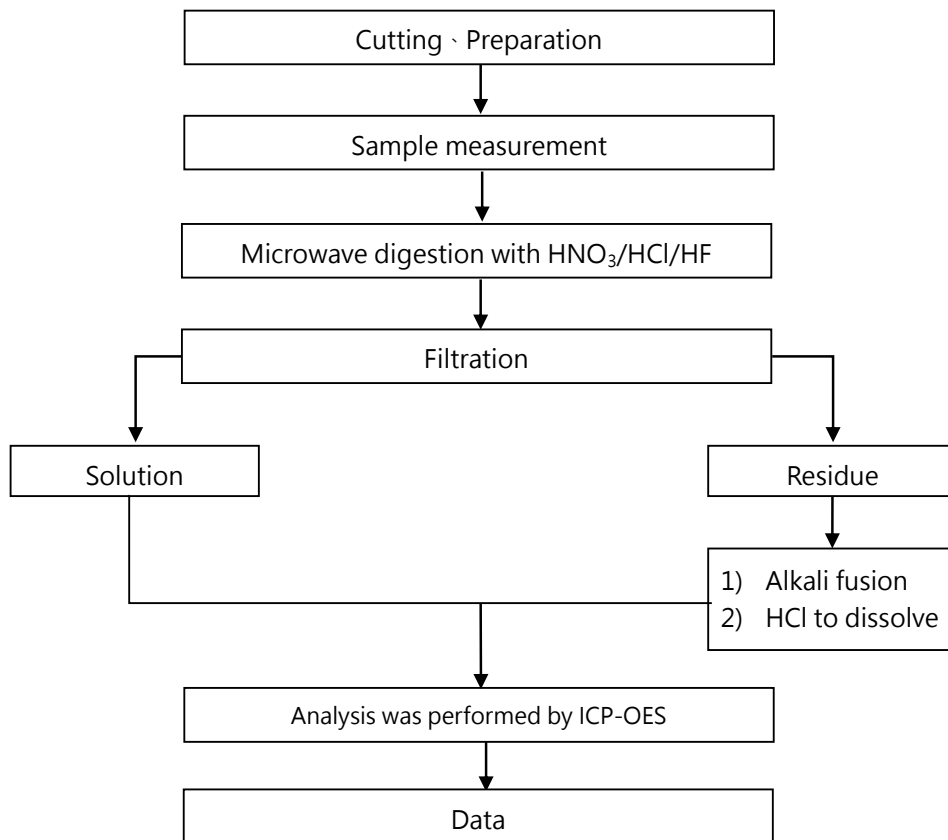 Cutting、Preparation
Sample measurement
Microwave digestion with HNO₃/HCl/HF
Filtration
Solution
Residue
1) Alkali fusion
2) HCl to dissolve
Analysis was performed by ICP-OES
Data